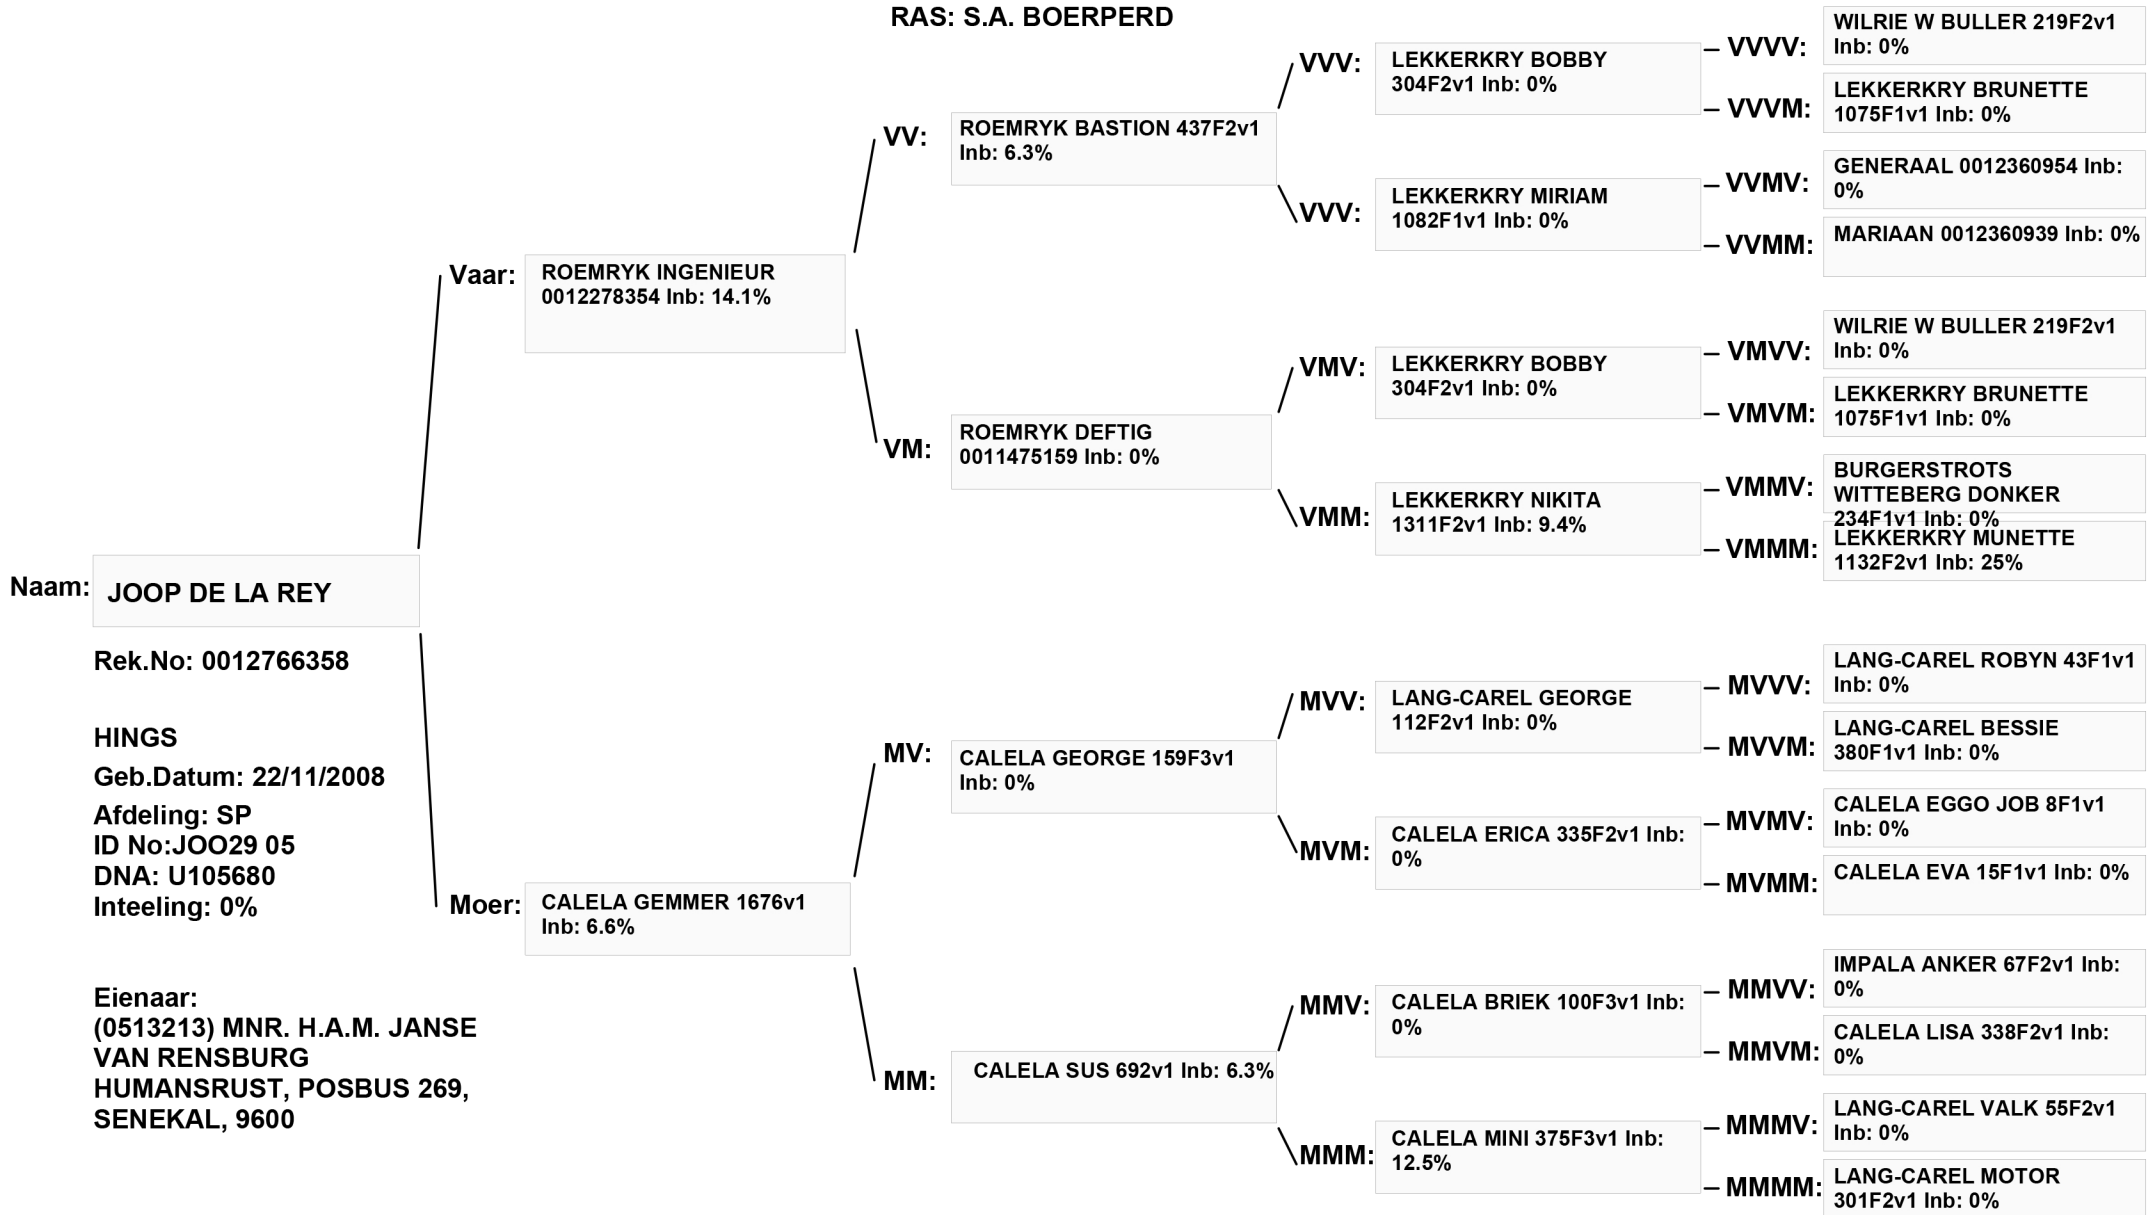 RAS: S.A. BOERPERD
Naam:
JOOP DE LA REY
Rek.No: 0012766358
HINGS
Geb.Datum: 22/11/2008
Afdeling: SP
ID No:JOO29 05
DNA: U105680
Inteeling: 0%
Eienaar:
(0513213) MNR. H.A.M. JANSE
VAN RENSBURG
HUMANSRUST, POSBUS 269,
SENEKAL, 9600
Vaar:
ROEMRYK INGENIEUR
0012278354 Inb: 14.1%
Moer:
CALELA GEMMER 1676v1
Inb: 6.6%
VV:
ROEMRYK BASTION 437F2v1
Inb: 6.3%
VM:
ROEMRYK DEFTIG
0011475159 Inb: 0%
MV:
CALELA GEORGE 159F3v1
Inb: 0%
MM:
CALELA SUS 692v1 Inb: 6.3%
VVV:
LEKKERKRY BOBBY
304F2v1 Inb: 0%
VVV:
LEKKERKRY MIRIAM
1082F1v1 Inb: 0%
VMV:
LEKKERKRY BOBBY
304F2v1 Inb: 0%
VMM:
LEKKERKRY NIKITA
1311F2v1 Inb: 9.4%
MVV:
LANG-CAREL GEORGE
112F2v1 Inb: 0%
MVM:
CALELA ERICA 335F2v1 Inb:
0%
MMV:
CALELA BRIEK 100F3v1 Inb:
0%
MMM:
CALELA MINI 375F3v1 Inb:
12.5%
VVVV:
WILRIE W BULLER 219F2v1
Inb: 0%
VVVM:
LEKKERKRY BRUNETTE
1075F1v1 Inb: 0%
VVMV:
GENERAAL 0012360954 Inb:
0%
VVMM:
MARIAAN 0012360939 Inb: 0%
VMVV:
WILRIE W BULLER 219F2v1
Inb: 0%
VMVM:
LEKKERKRY BRUNETTE
1075F1v1 Inb: 0%
VMMV:
BURGERSTROTS
WITTEBERG DONKER
234F1v1 Inb: 0%
VMMM:
LEKKERKRY MUNETTE
1132F2v1 Inb: 25%
MVVV:
LANG-CAREL ROBYN 43F1v1
Inb: 0%
MVVM:
LANG-CAREL BESSIE
380F1v1 Inb: 0%
MVMV:
CALELA EGGO JOB 8F1v1
Inb: 0%
MVMM:
CALELA EVA 15F1v1 Inb: 0%
MMVV:
IMPALA ANKER 67F2v1 Inb:
0%
MMVM:
CALELA LISA 338F2v1 Inb:
0%
MMMV:
LANG-CAREL VALK 55F2v1
Inb: 0%
MMMM:
LANG-CAREL MOTOR
301F2v1 Inb: 0%